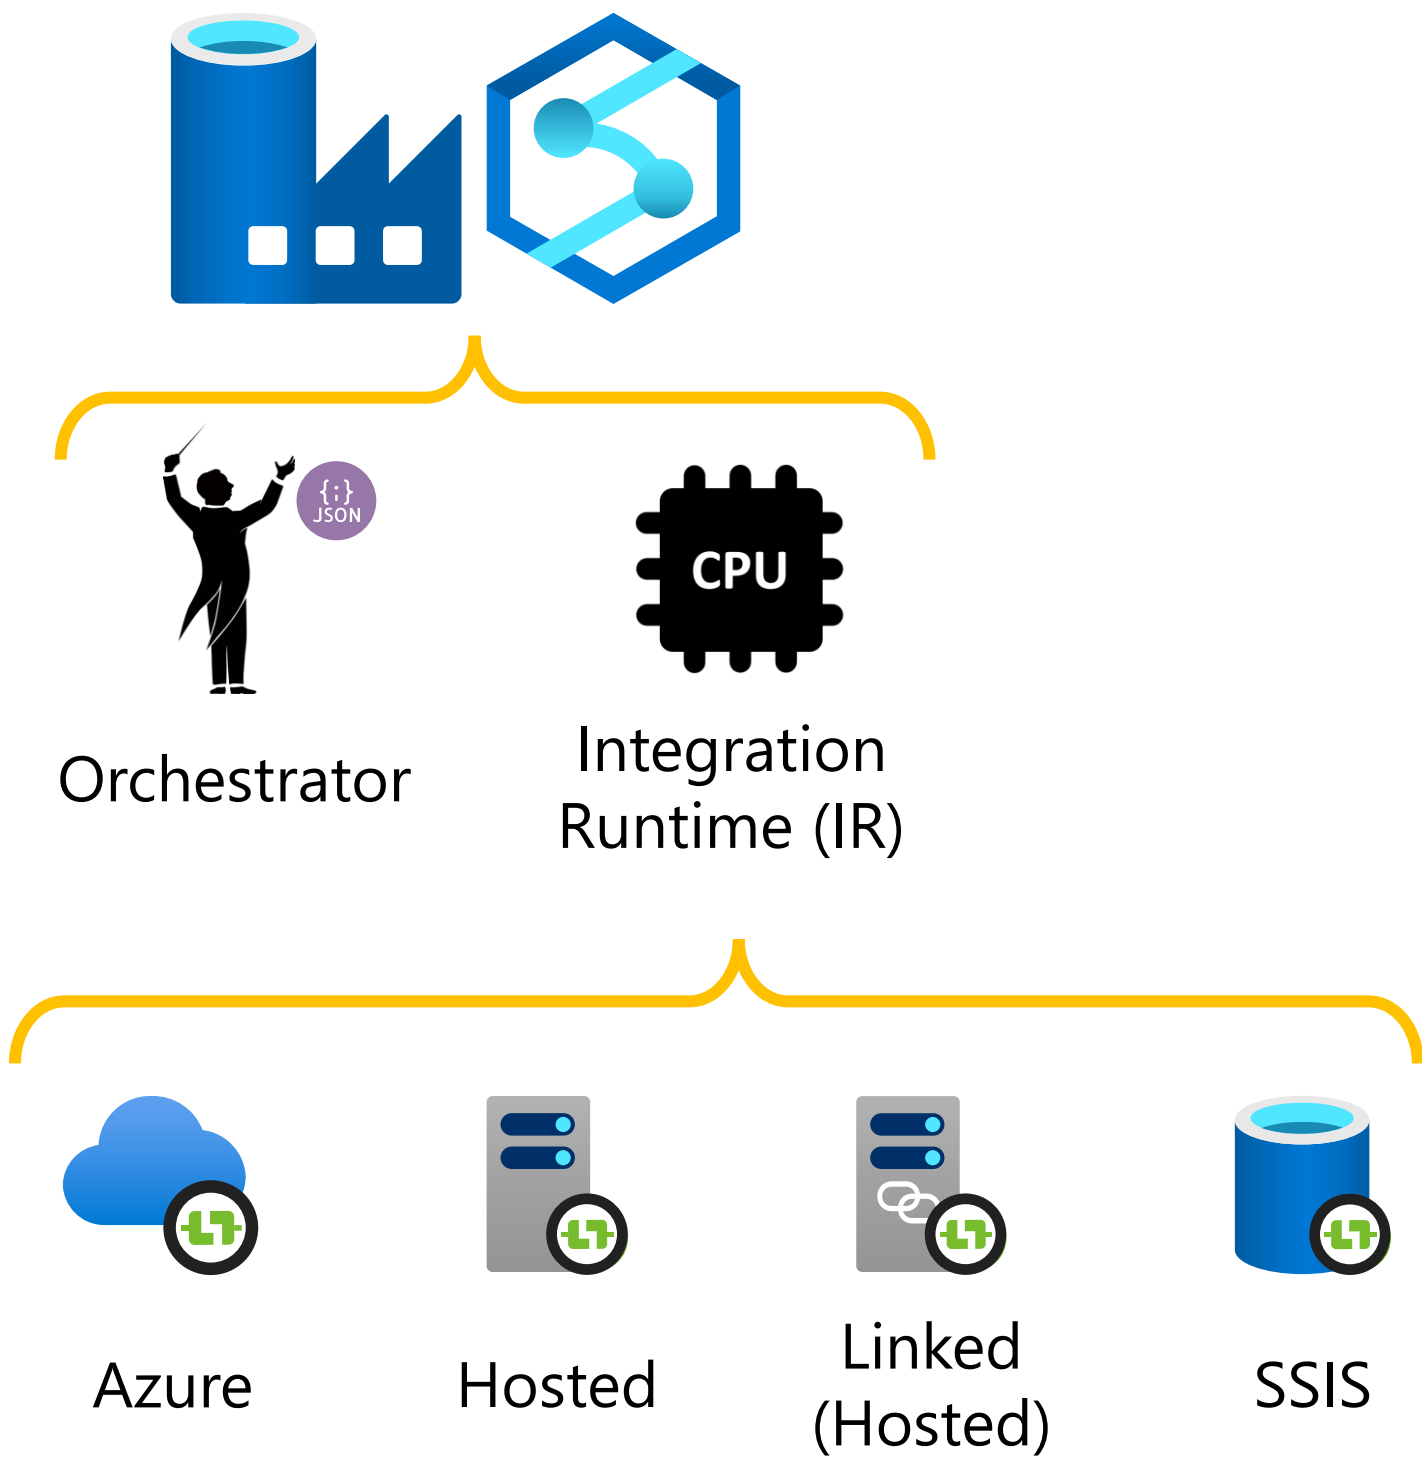 {;}
JSON
CPU
Orchestrator
Integration
Runtime (IR)
Azure
Hosted
Linked
(Hosted)
SSIS